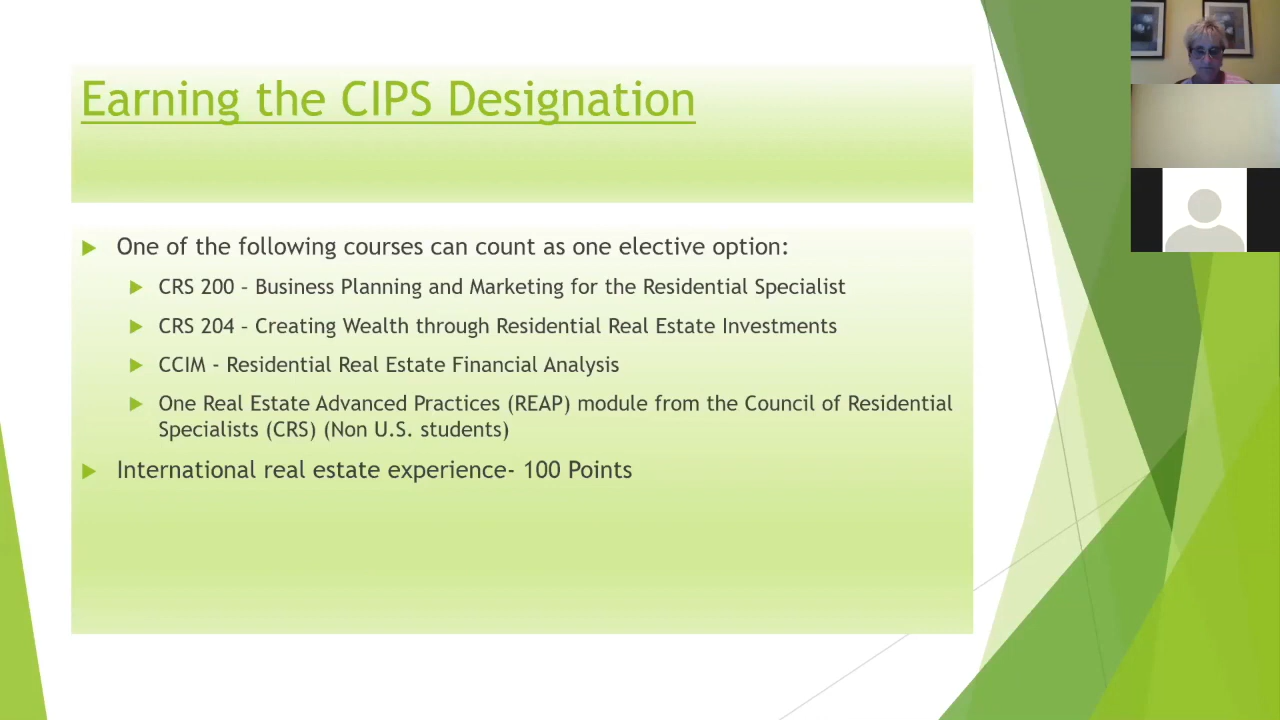 Earning the CIPS Designation
One of the following courses can count as one elective option:
CRS 200 – Business Planning and Marketing for the Residential Specialist
CRS 204 – Creating Wealth through Residential Real Estate Investments
CCIM - Residential Real Estate Financial Analysis
One Real Estate Advanced Practices (REAP) module from the Council of Residential
Specialists (CRS) (Non U.S. students)
International real estate experience- 100 Points